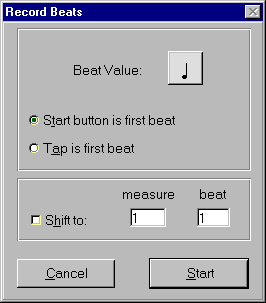 Record Beats
Beat Value:
Start button is first beat
Tap is first beat
measure beat
Shift to: 1 1
Cancel Start